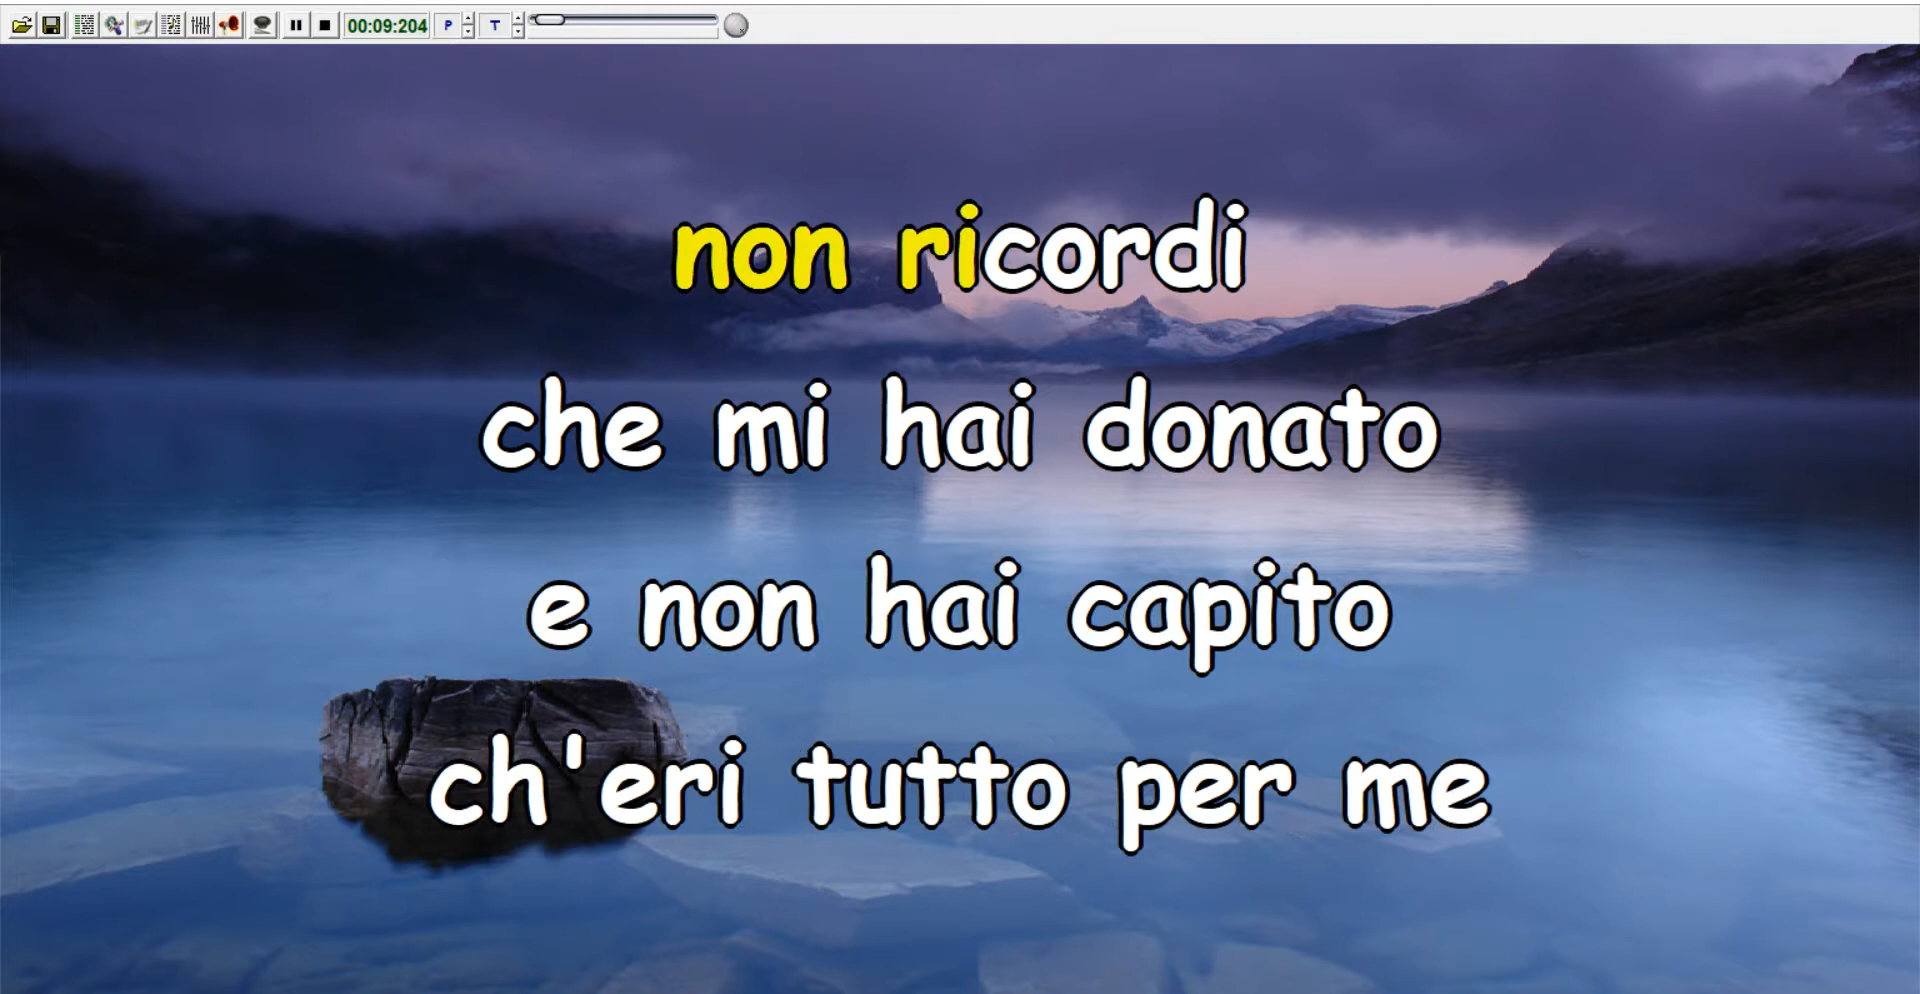 00:09:204 P T
non ricordi
che mi hai donato
e non hai capito
ch'eri tutto per me